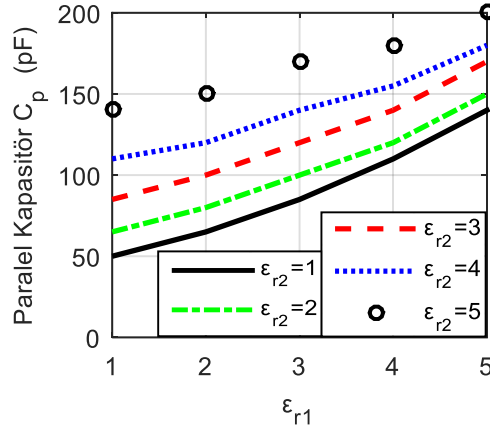 Paralel Kapasitör C_p (pF)
200
150
100
50
0
1 2 3 4 5
ε_r1
ε_r2=1
ε_r2=2
ε_r2=3
ε_r2=4
ε_r2=5